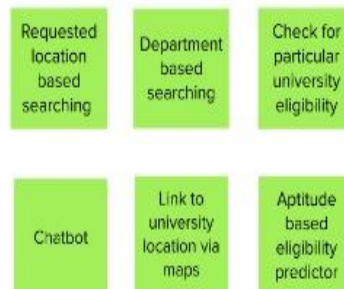 Requested
location
based
searching
Department
based
searching
Check for
particular
university
eligibility
Chatbot
Link to
university
location via
maps
Aptitude
based
eligibility
predictor